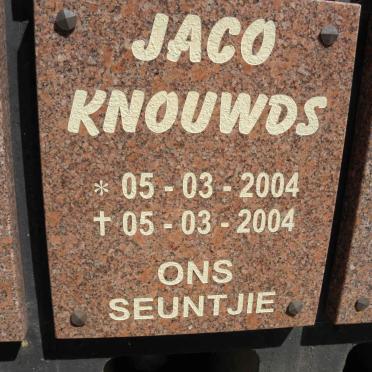 JACO
KNOUWDS
* 05 - 03 - 2004
✝ 05 - 03 - 2004
ONS
SEUNTJIE